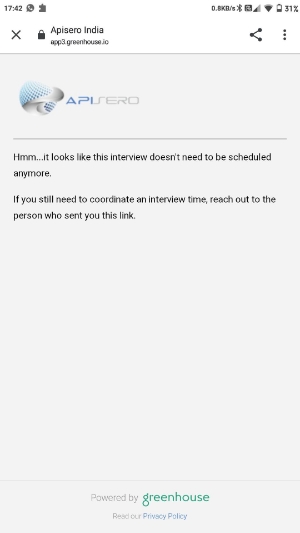 17:42
0.8KB/s
31%
Apisero India
app3.greenhouse.io
APISERO
Hmm...it looks like this interview doesn't need to be scheduled
anymore.
If you still need to coordinate an interview time, reach out to the
person who sent you this link.
Powered by greenhouse
Read our Privacy Policy